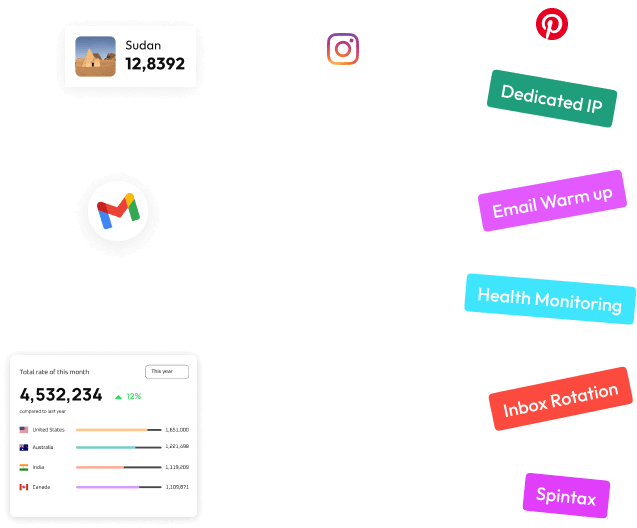 Sudan
12,8392
Dedicated IP
Email Warm up
Health Monitoring
Total rate of this month
This year
4,532,234
12%
compared to last year
United States 1,651,000
Australia 1,221,498
India 1,119,209
Canada 1,109,871
Inbox Rotation
Spintax